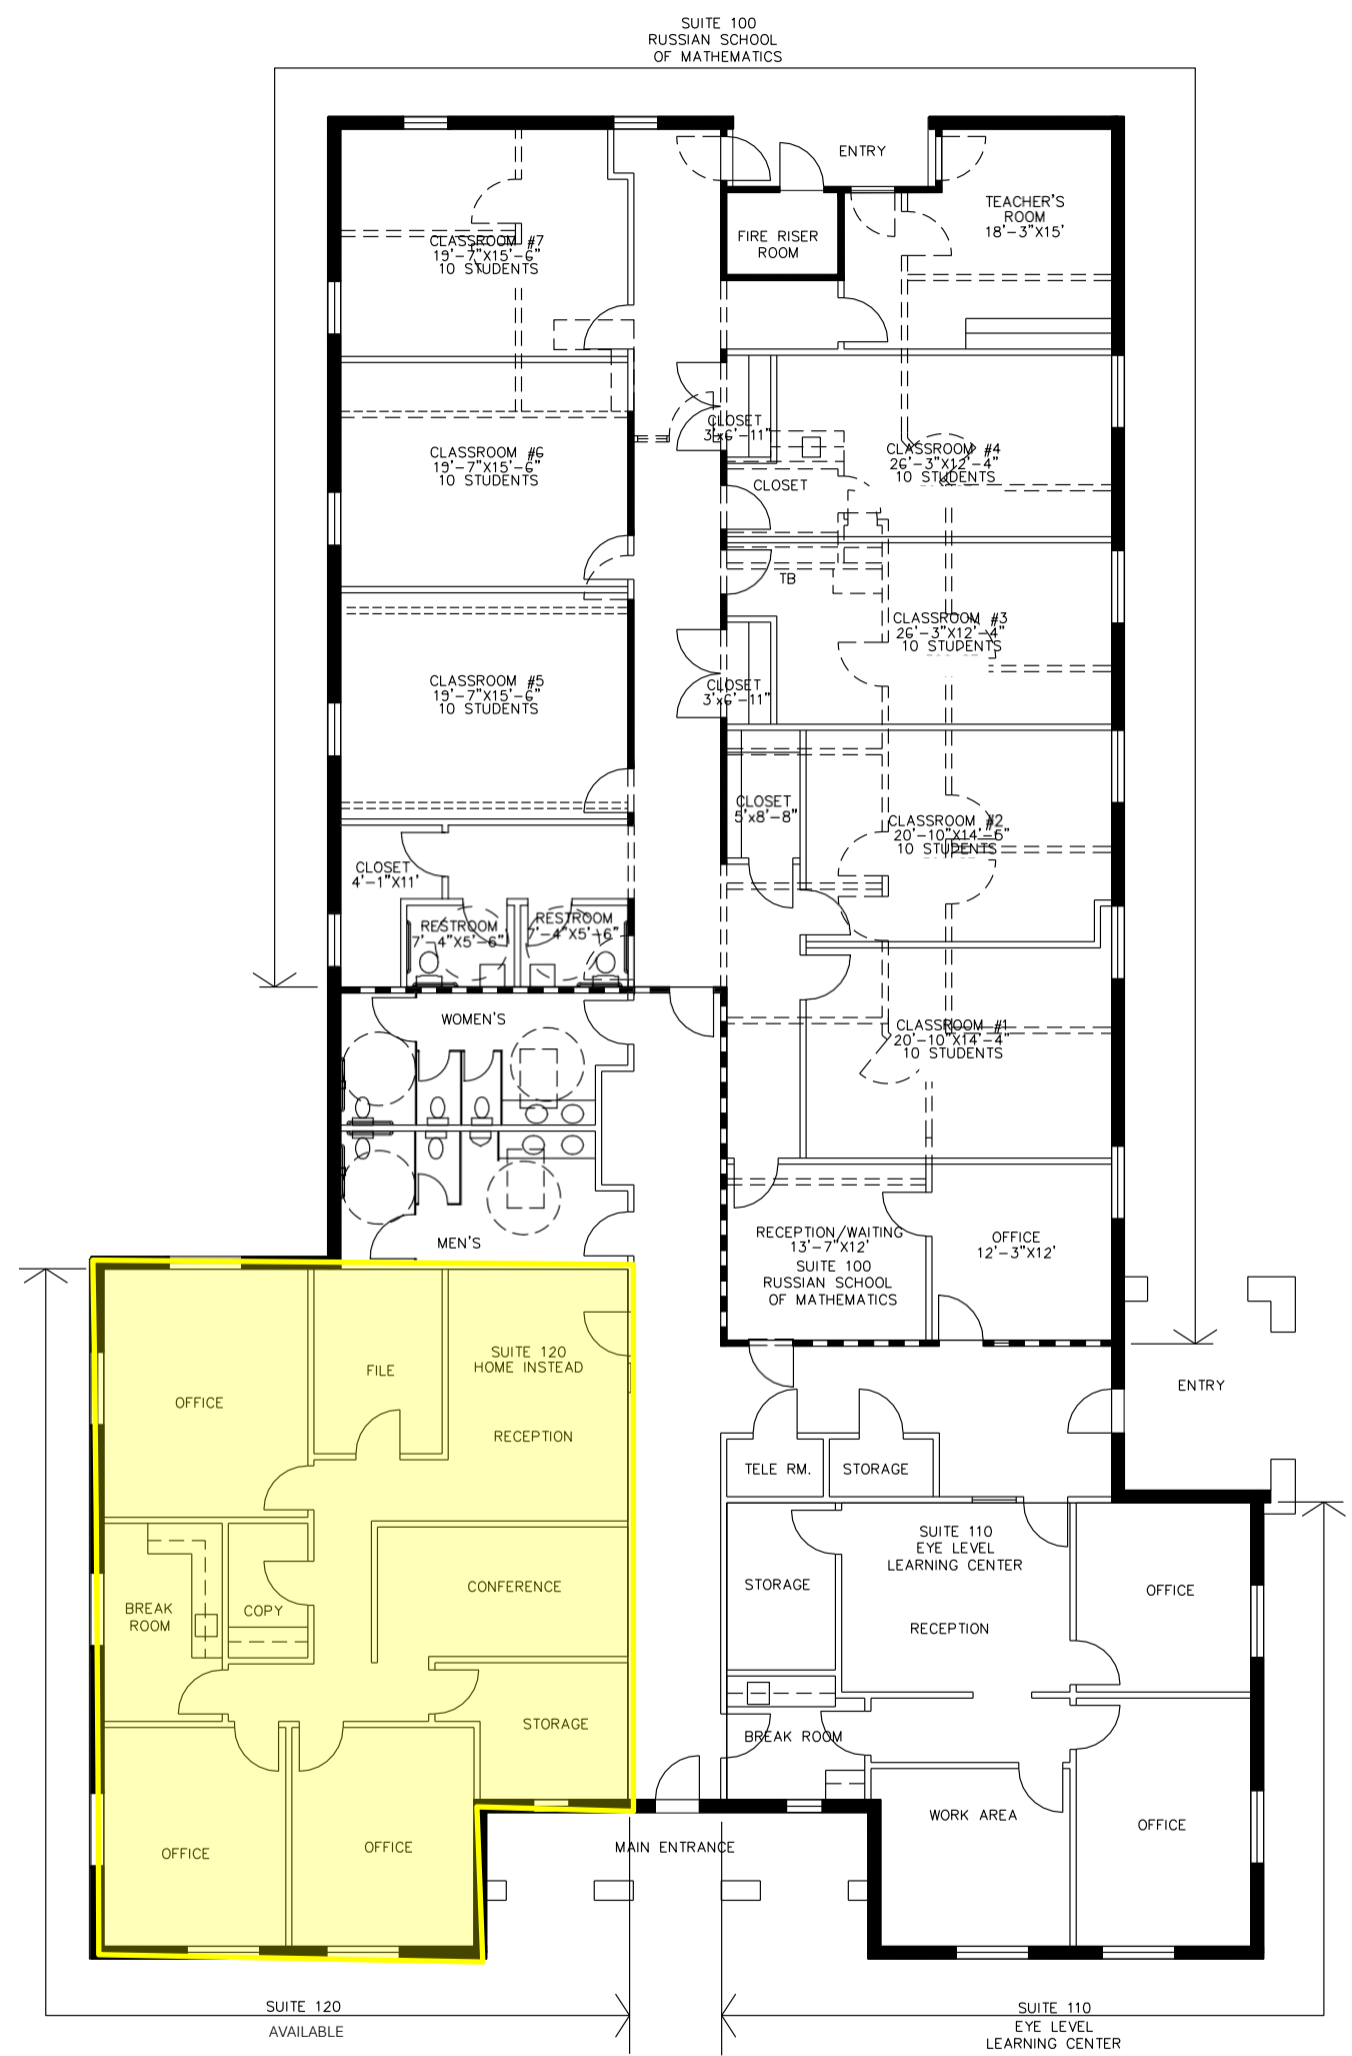 SUITE 100
RUSSIAN SCHOOL
OF MATHEMATICS
ENTRY
TEACHER'S
ROOM
18'-3"X15'
FIRE RISER
ROOM
CLASSROOM #7
19'-7"X15'-6"
10 STUDENTS
CLOSET
3'x6'-11"
CLASSROOM #6
19'-7"X15'-6"
10 STUDENTS
CLASSROOM #4
26'-3"X12'-4"
10 STUDENTS
CLOSET
TB
CLASSROOM #3
26'-3"X12'-4"
10 STUDENTS
CLASSROOM #5
19'-7"X15'-6"
10 STUDENTS
CLOSET
3'x6'-11"
CLOSET
5'x8'-8"
CLASSROOM #2
20'-10"X14'-6"
10 STUDENTS
CLOSET
4'-1"X11'
RESTROOM
7'-4"X5'-6"
RESTROOM
7'-4"X5'-6"
WOMEN'S
CLASSROOM #1
20'-10"X14'-4"
10 STUDENTS
MEN'S
RECEPTION/WAITING
13'-7"X12'
SUITE 100
RUSSIAN SCHOOL
OF MATHEMATICS
OFFICE
12'-3"X12'
SUITE 120
HOME INSTEAD
FILE
OFFICE
RECEPTION
ENTRY
TELE RM.
STORAGE
SUITE 110
EYE LEVEL
LEARNING CENTER
CONFERENCE
STORAGE
OFFICE
BREAK
ROOM
COPY
RECEPTION
STORAGE
BREAK ROOM
WORK AREA
OFFICE
OFFICE
OFFICE
MAIN ENTRANCE
SUITE 120
AVAILABLE
SUITE 110
EYE LEVEL
LEARNING CENTER